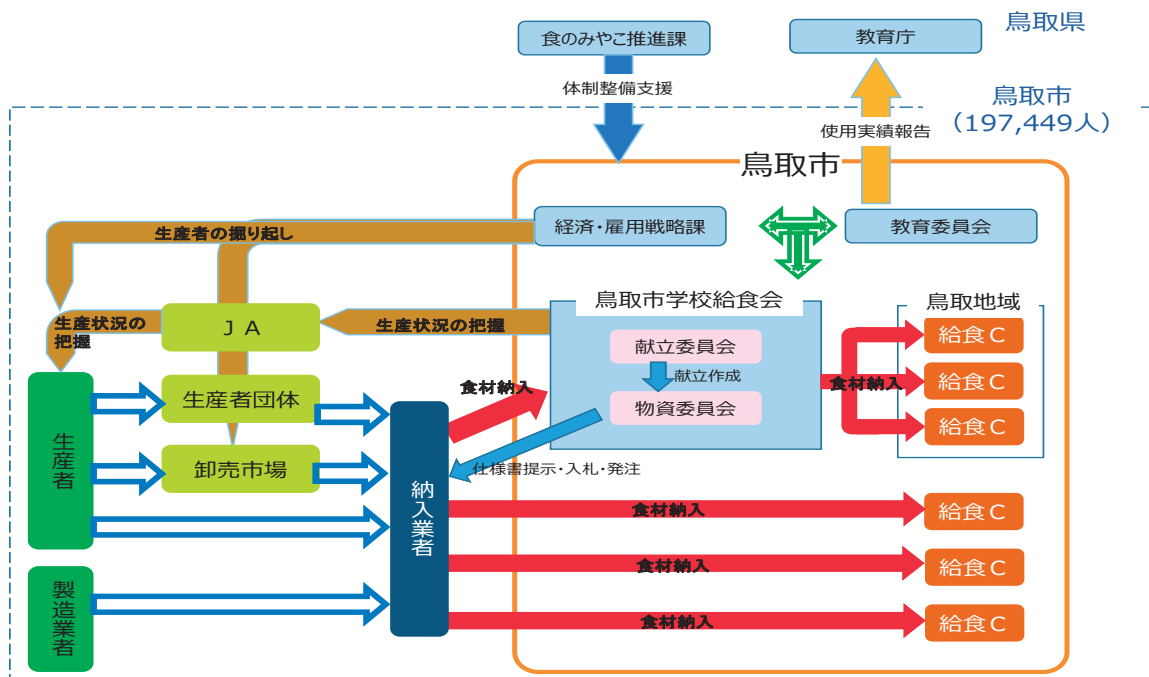 鳥取県
食のみやこ推進課
教育庁
体制整備支援
鳥取市
（197,449人）
使用実績報告
鳥取市
経済・雇用戦略課
教育委員会
生産者の掘り起し
鳥取市学校給食会
鳥取地域
ＪＡ
生産状況の
把握
生産状況の把握
給食Ｃ
献立委員会
献立作成
食材納入
食材納入
給食Ｃ
生産者団休
物資委員会
給食Ｃ
生産者
卸売市場
仕様書提示・入札・発注
納入業者
食材納入
給食Ｃ
食材納入
給食Ｃ
製造業者
食材納入
給食Ｃ